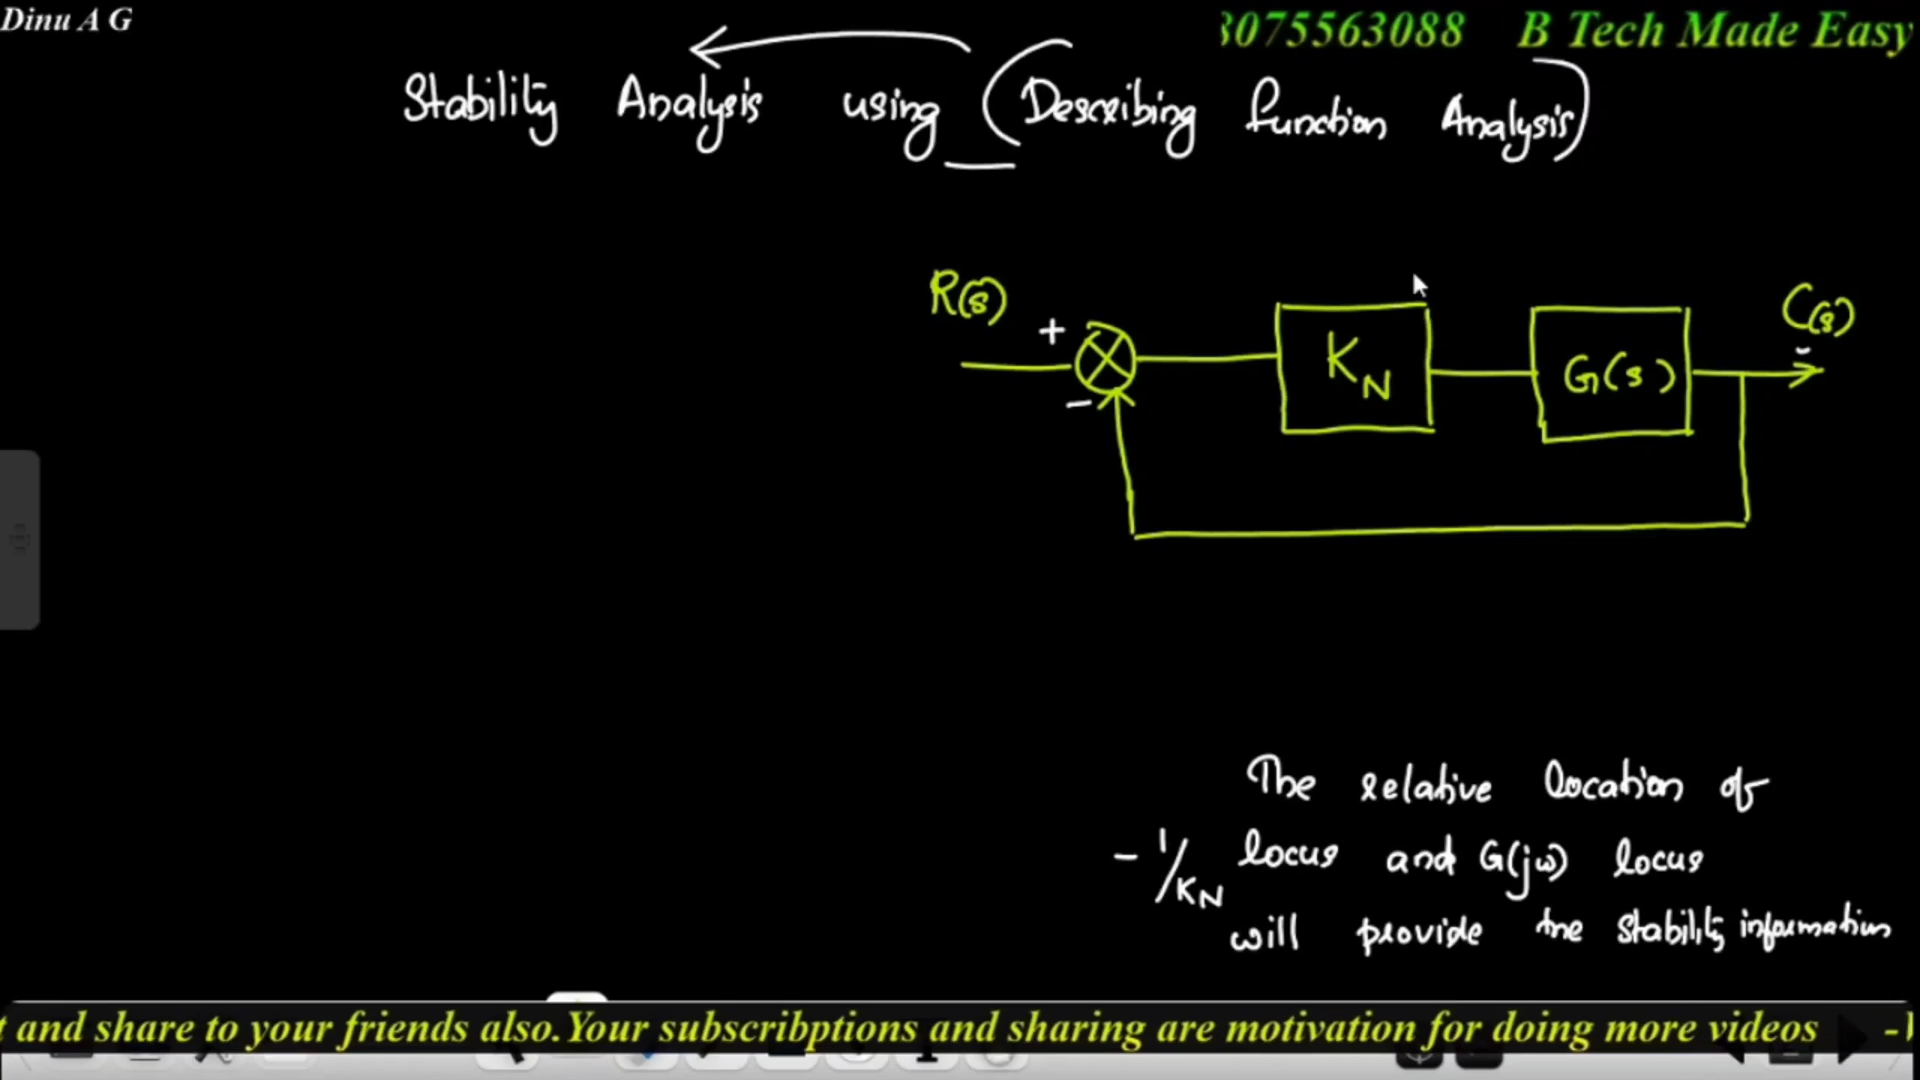 Dinu A G
3075563088 B Tech Made Easy
Stability Analysis using (Describing function Analysis)
R(s)
+
-
KN
G(s)
C(s)
The relative location of
- 1/KN locus and G(jω) locus
will provide the stability information
and share to your friends also.Your subscribptions and sharing are motivation for doing more videos